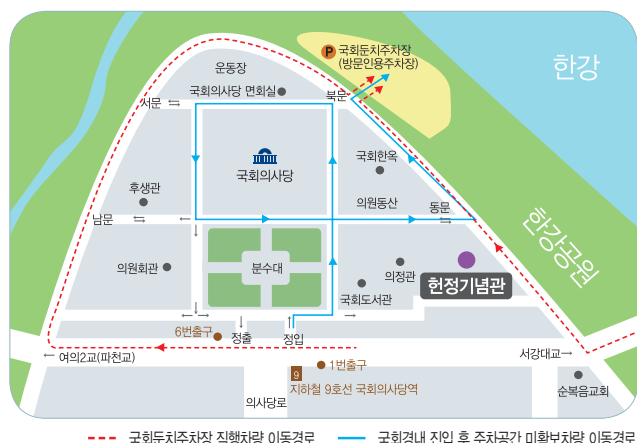 P 국회둔치주차장
(방문인용주차장)
한강
운동장
국회의사당 면회실
북문
서문
국회한옥
국회의사당
후생관
의원동산
동문
남문
한강공원
의원회관
분수대
의정관
헌정기념관
국회도서관
6번출구
정출
정입
여의2교(파천교)
서강대교
1번출구
9
지하철 9호선 국회의사당역
의사당로
순복음교회
국회둔치주차장 직행차량 이동경로
국회경내 진입 후 주차공간 미확보차량 이동경로